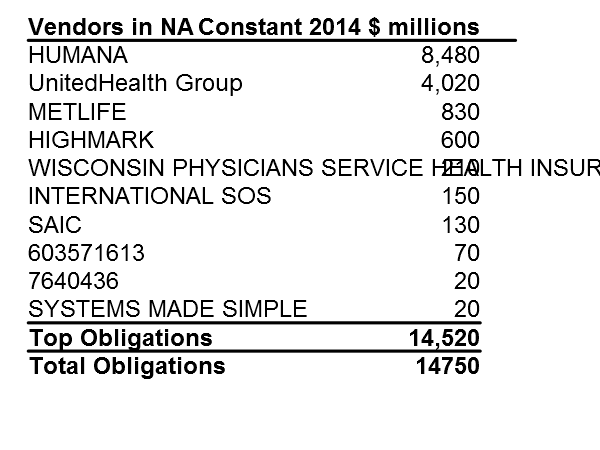 Vendors in NA Constant 2014 $ millions
HUMANA 8,480
UnitedHealth Group 4,020
METLIFE 830
HIGHMARK 600
WISCONSIN PHYSICIANS SERVICE HEALTH INSUR 210
INTERNATIONAL SOS 150
SAIC 130
603571613 70
7640436 20
SYSTEMS MADE SIMPLE 20
Top Obligations 14,520
Total Obligations 14750